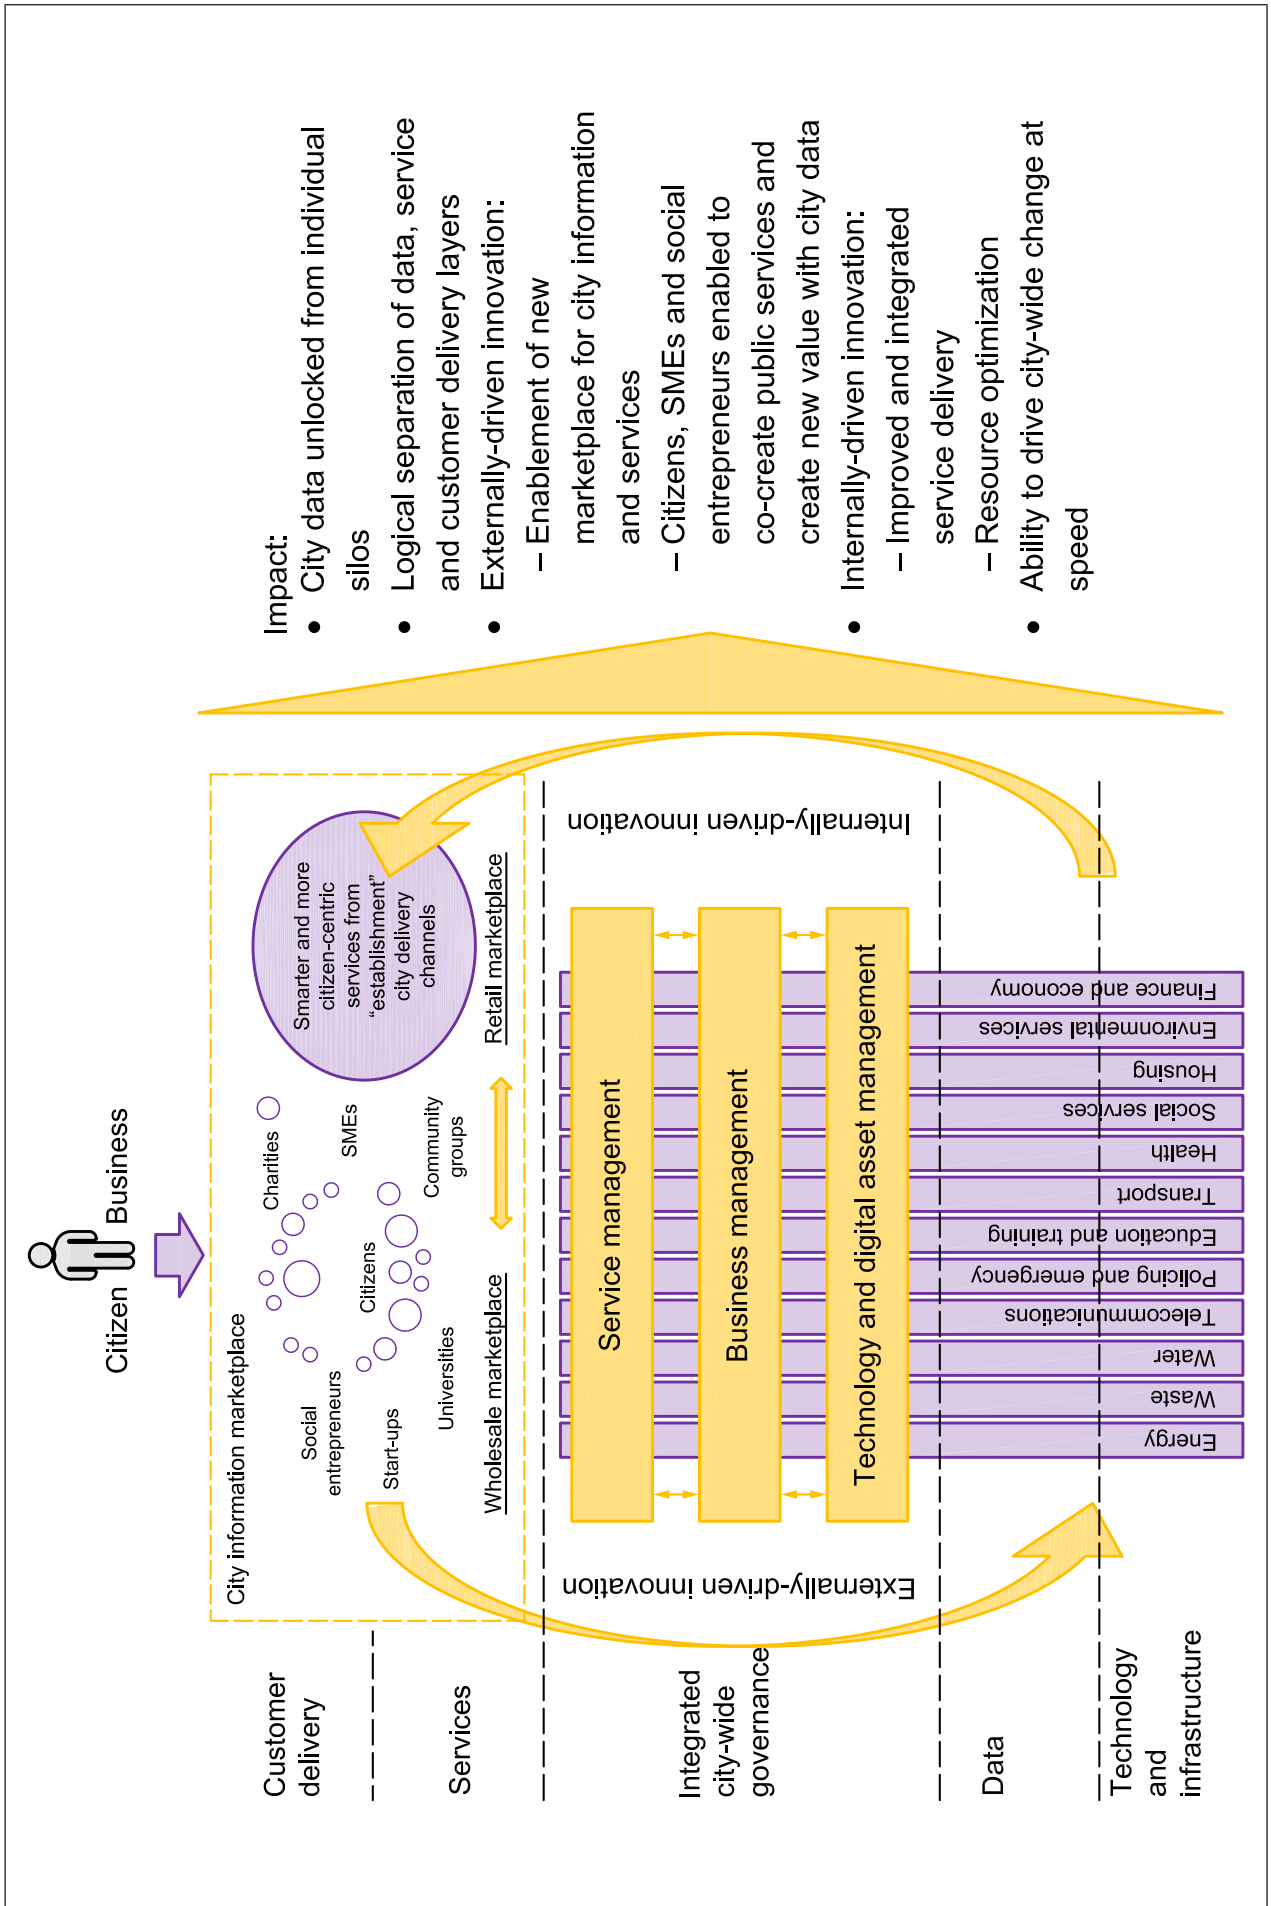 Citizen Business
City information marketplace
Customer
delivery
Services
Integrated
city-wide
governance
Data
Technology
and
infrastructure
Social
entrepreneurs
Start-ups
Universities
Citizens
Charities
SMEs
Community
groups
Smarter and more
citizen-centric
services from
“establishment”
city delivery
channels
Wholesale marketplace
Retail marketplace
Externally-driven innovation
Service management
Business management
Technology and digital asset management
Internally-driven innovation
Energy
Waste
Water
Telecommunications
Policing and emergency
Education and training
Transport
Health
Social services
Housing
Environmental services
Finance and economy
Impact:
• City data unlocked from individual
silos
• Logical separation of data, service
and customer delivery layers
• Externally-driven innovation:
– Enablement of new
marketplace for city information
and services
– Citizens, SMEs and social
entrepreneurs enabled to
co-create public services and
create new value with city data
• Internally-driven innovation:
– Improved and integrated
service delivery
– Resource optimization
• Ability to drive city-wide change at
speed